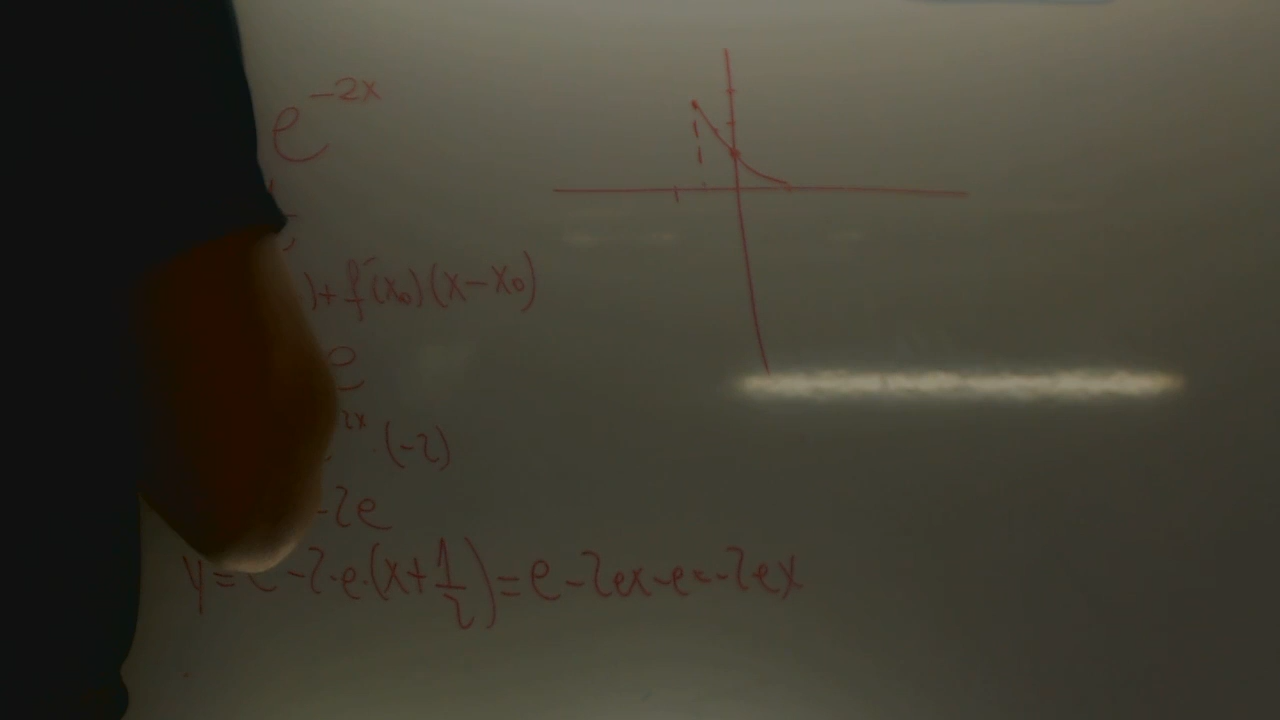 e^{-2x}
)+f'(x₀)(x-x₀)
e
2x · (-2)
-2e
y= -2·e·(x+1/2)=e-2ex-e=-2ex